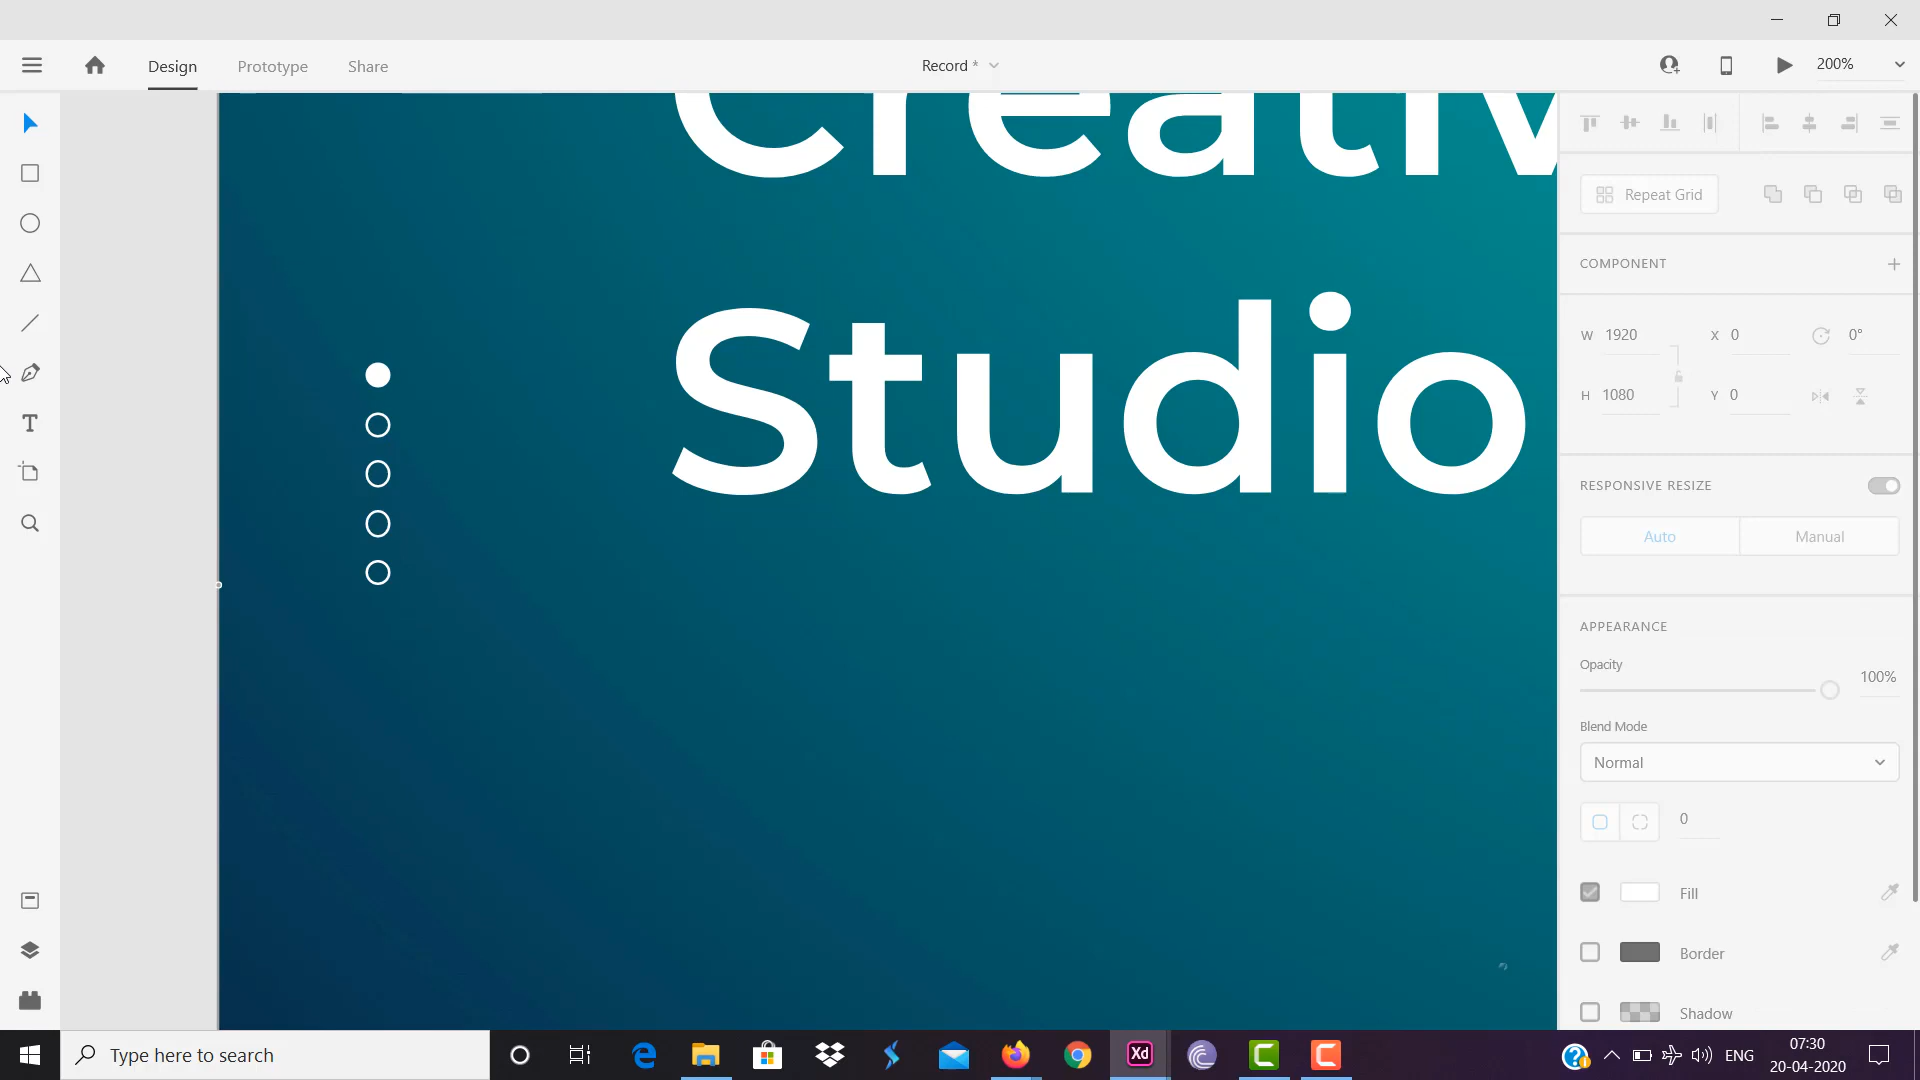 Design Prototype Share Record * 200%
Creativ
Studio
Repeat Grid
COMPONENT
W 1920 X 0 0°
H 1080 Y 0
RESPONSIVE RESIZE
Auto Manual
APPEARANCE
Opacity
100%
Blend Mode
Normal
0
Fill
Border
Shadow
T
Type here to search
Xd
ENG
07:30
20-04-2020